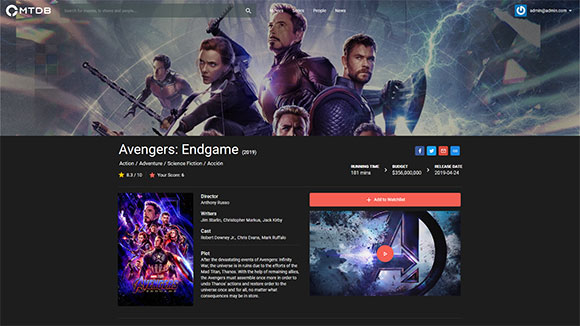 MTDB
Search for movies, tv shows and people...
Movies Series People News
admin@admin.com
Avengers: Endgame (2019)
Action / Adventure / Science Fiction / Acción
8.3 / 10 Your Score:
RUNNING TIME
181 mins
BUDGET
$356,000,000
RELEASE DATE
2019-04-24
Director
Anthony Russo
Writers
Jim Starlin, Christopher Markus, Jack Kirby
Cast
Robert Downey Jr., Chris Evans, Mark Ruffalo
Plot
After the devastating events of Avengers: Infinity
War, the universe is in ruins due to the efforts of the
Mad Titan, Thanos. With the help of remaining allies,
the Avengers must assemble once more in order to
undo Thanos' actions and restore order to the
universe once and for all, no matter what
consequences may be in store.
+ Add to Watchlist